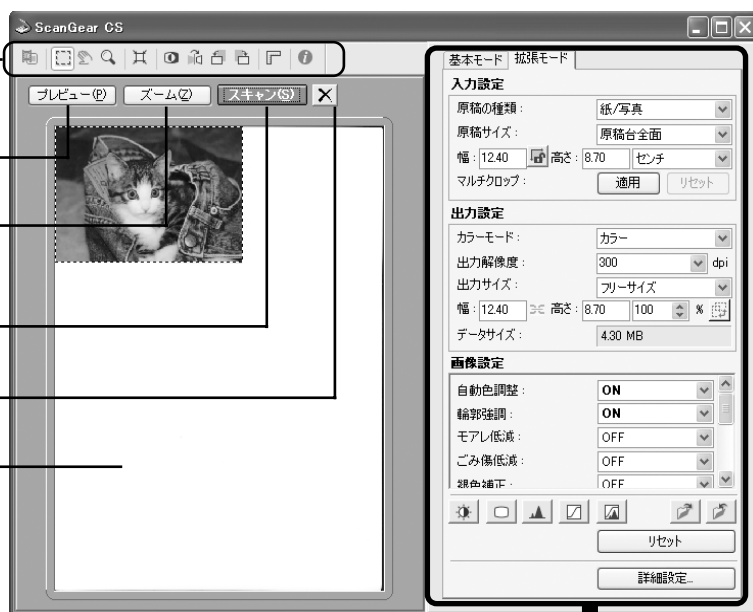 ScanGear CS
プレビュー(P) ズーム(Z) スキャン(S)
基本モード 拡張モード
入力設定
原稿の種類 : 紙/写真
原稿サイズ : 原稿台全面
幅 : 12.40 高さ : 8.70 センチ
マルチクロップ : 適用 リセット
出力設定
カラーモード : カラー
出力解像度 : 300 dpi
出力サイズ : フリーサイズ
幅 : 12.40 高さ : 8.70 100 %
データサイズ : 4.30 MB
画像設定
自動色調整 : ON
輪郭強調 : ON
モアレ低減 : OFF
ごみ傷低減 : OFF
褪色補正 : OFF
リセット
詳細設定...